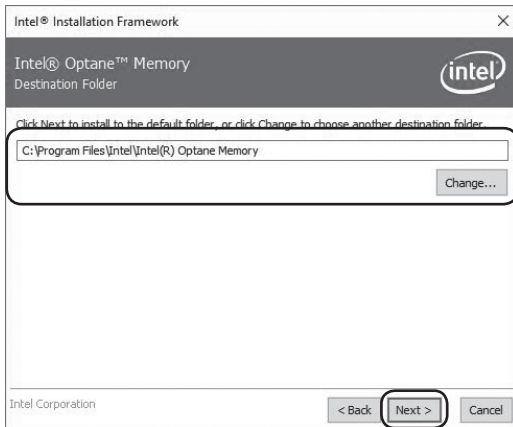 Intel® Installation Framework
Intel® Optane™ Memory
Destination Folder
intel
Click Next to install to the default folder, or click Change to choose another destination folder.
C:\Program Files\Intel\Intel(R) Optane Memory
Change...
Intel Corporation
< Back Next > Cancel